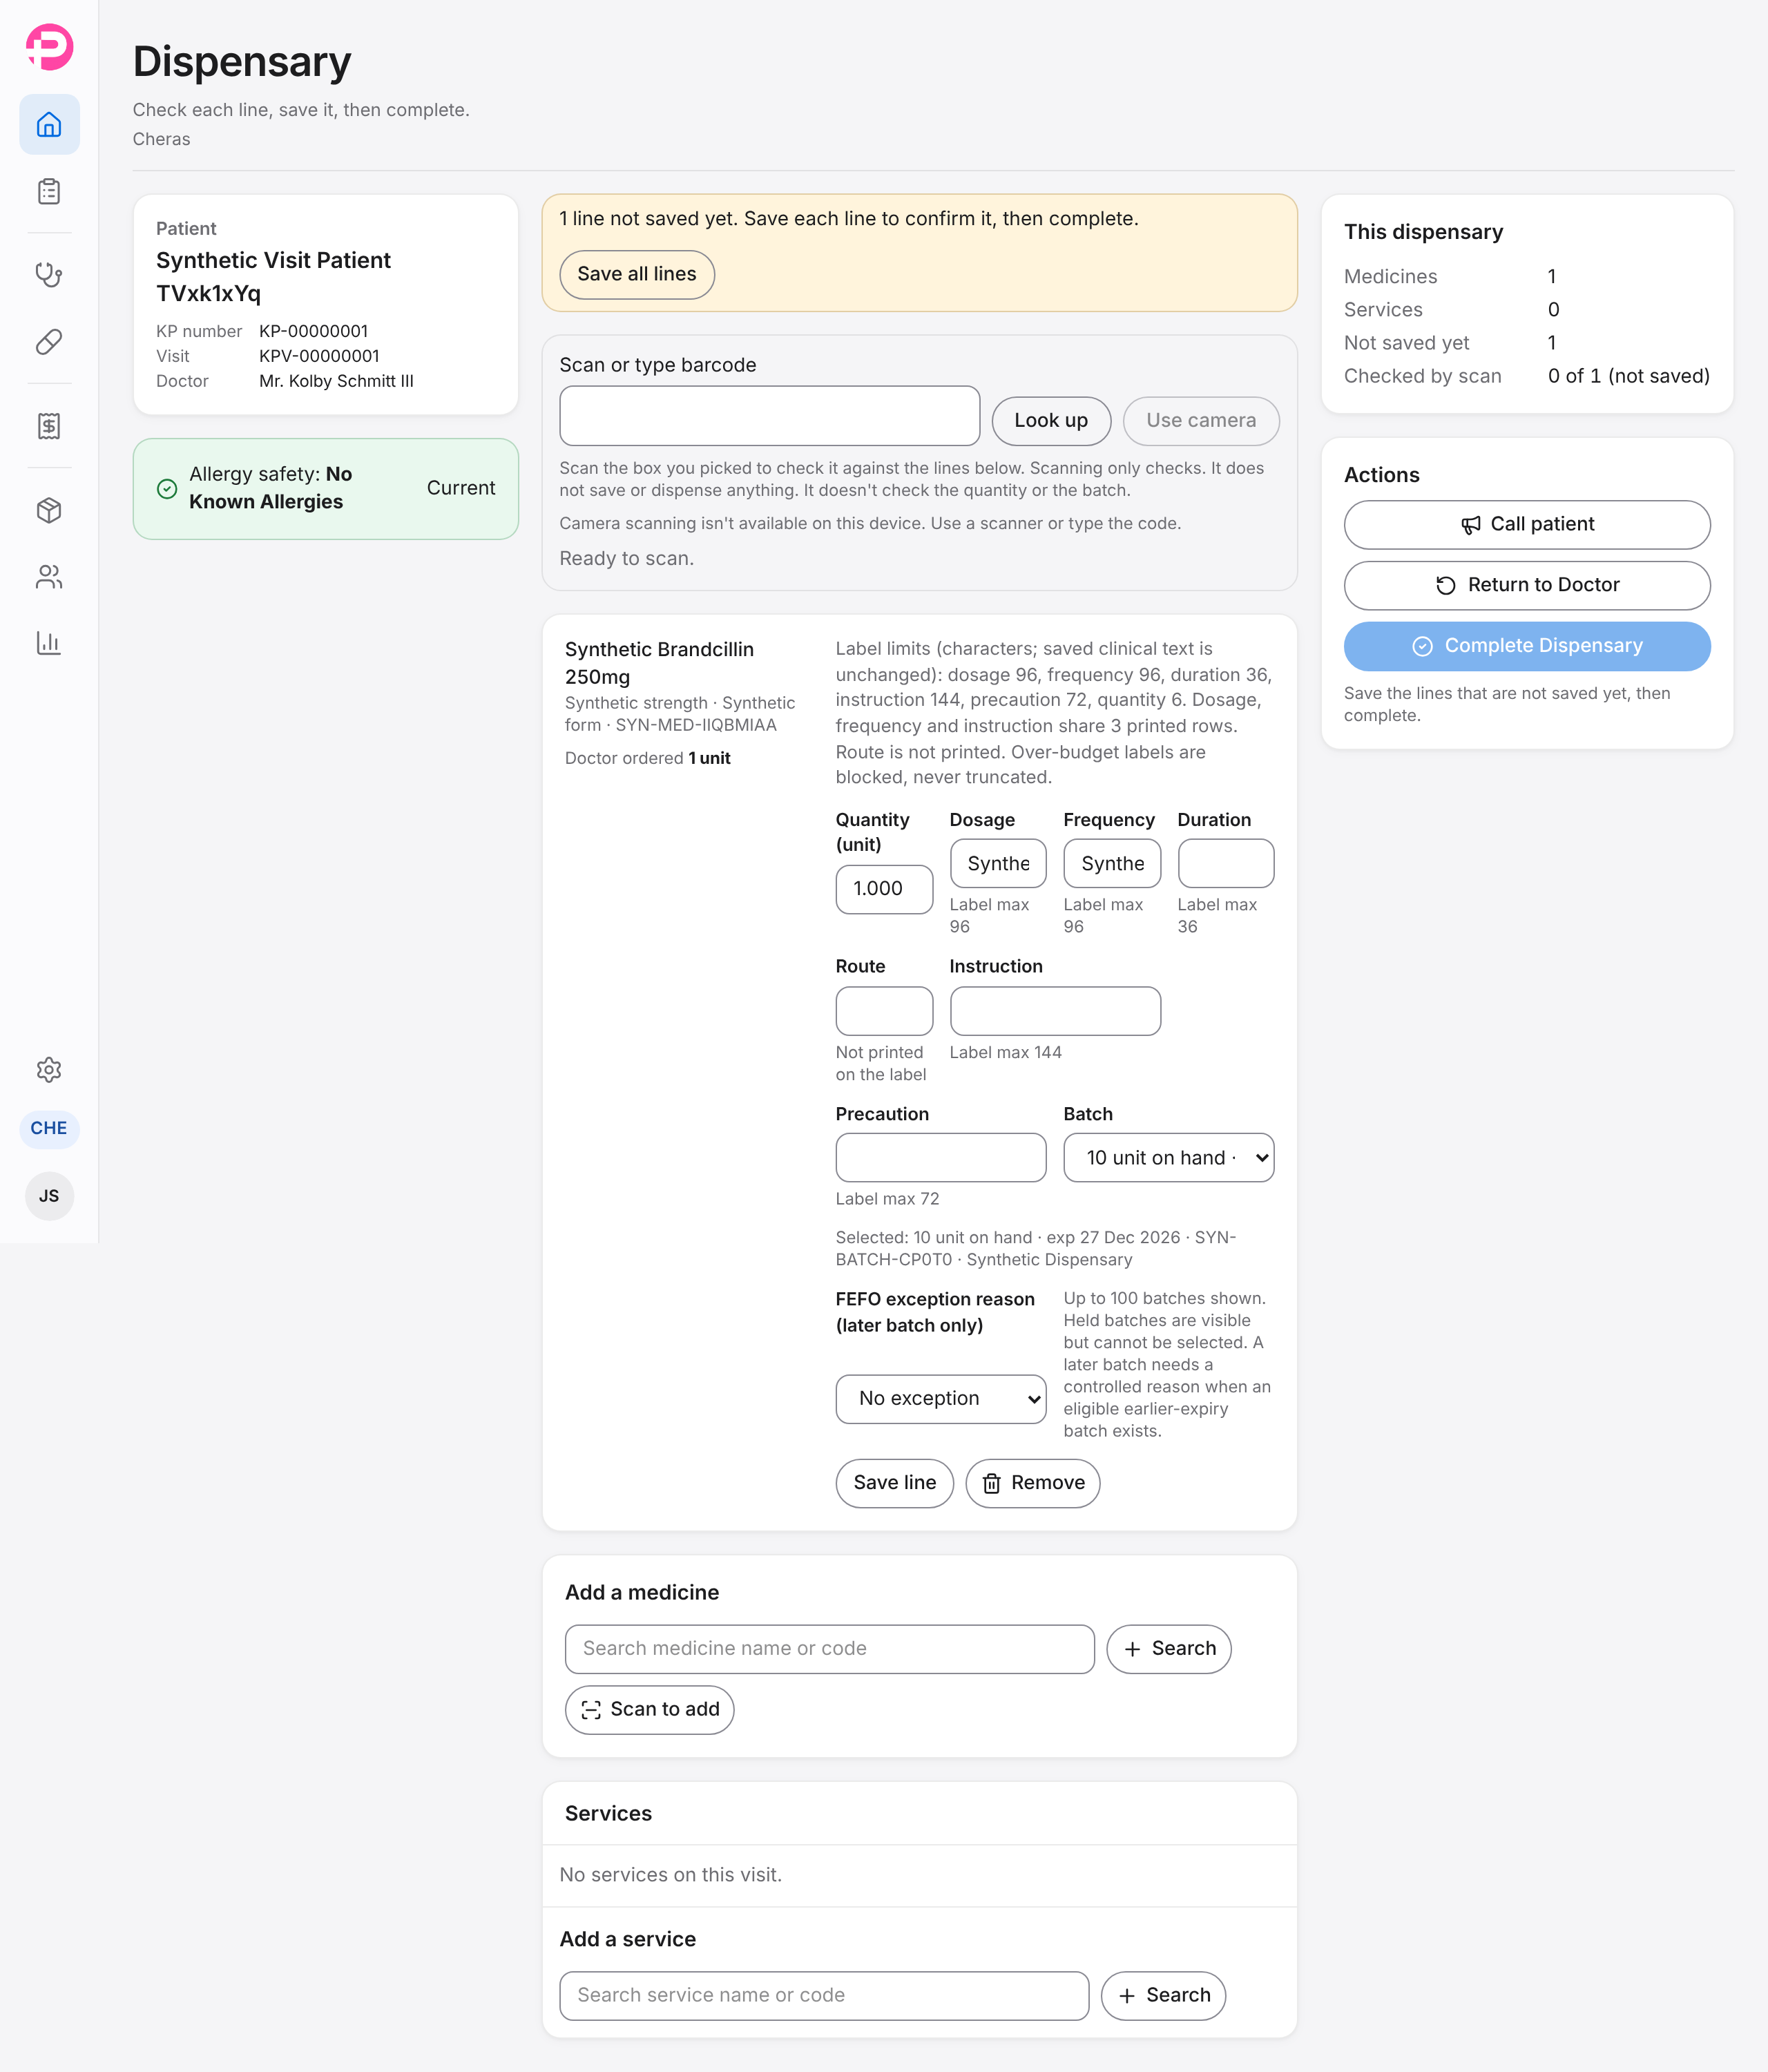 Dispensary
Check each line, save it, then complete.
Cheras
Patient
Synthetic Visit Patient
TVxk1xYq
KP number KP-00000001
Visit KPV-00000001
Doctor Mr. Kolby Schmitt III
Allergy safety: No
Known Allergies
Current
1 line not saved yet. Save each line to confirm it, then complete.
Save all lines
Scan or type barcode
Look up
Use camera
Scan the box you picked to check it against the lines below. Scanning only checks. It does
not save or dispense anything. It doesn't check the quantity or the batch.
Camera scanning isn't available on this device. Use a scanner or type the code.
Ready to scan.
Synthetic Brandcillin
250mg
Synthetic strength · Synthetic
form · SYN-MED-IIQBMIAA
Doctor ordered 1 unit
Label limits (characters; saved clinical text is
unchanged): dosage 96, frequency 96, duration 36,
instruction 144, precaution 72, quantity 6. Dosage,
frequency and instruction share 3 printed rows.
Route is not printed. Over-budget labels are
blocked, never truncated.
Quantity
(unit)
1.000
Dosage
Synthe
Label max
96
Frequency
Synthe
Label max
96
Duration
Label max
36
Route
Not printed
on the label
Instruction
Label max 144
Precaution
Label max 72
Batch
10 unit on hand ·
Selected: 10 unit on hand · exp 27 Dec 2026 · SYN-
BATCH-CP0T0 · Synthetic Dispensary
FEFO exception reason
(later batch only)
No exception
Up to 100 batches shown.
Held batches are visible
but cannot be selected. A
later batch needs a
controlled reason when an
eligible earlier-expiry
batch exists.
Save line
Remove
Add a medicine
Search medicine name or code
Search
Scan to add
Services
No services on this visit.
Add a service
Search service name or code
Search
This dispensary
Medicines 1
Services 0
Not saved yet 1
Checked by scan 0 of 1 (not saved)
Actions
Call patient
Return to Doctor
Complete Dispensary
Save the lines that are not saved yet, then
complete.
CHE
JS